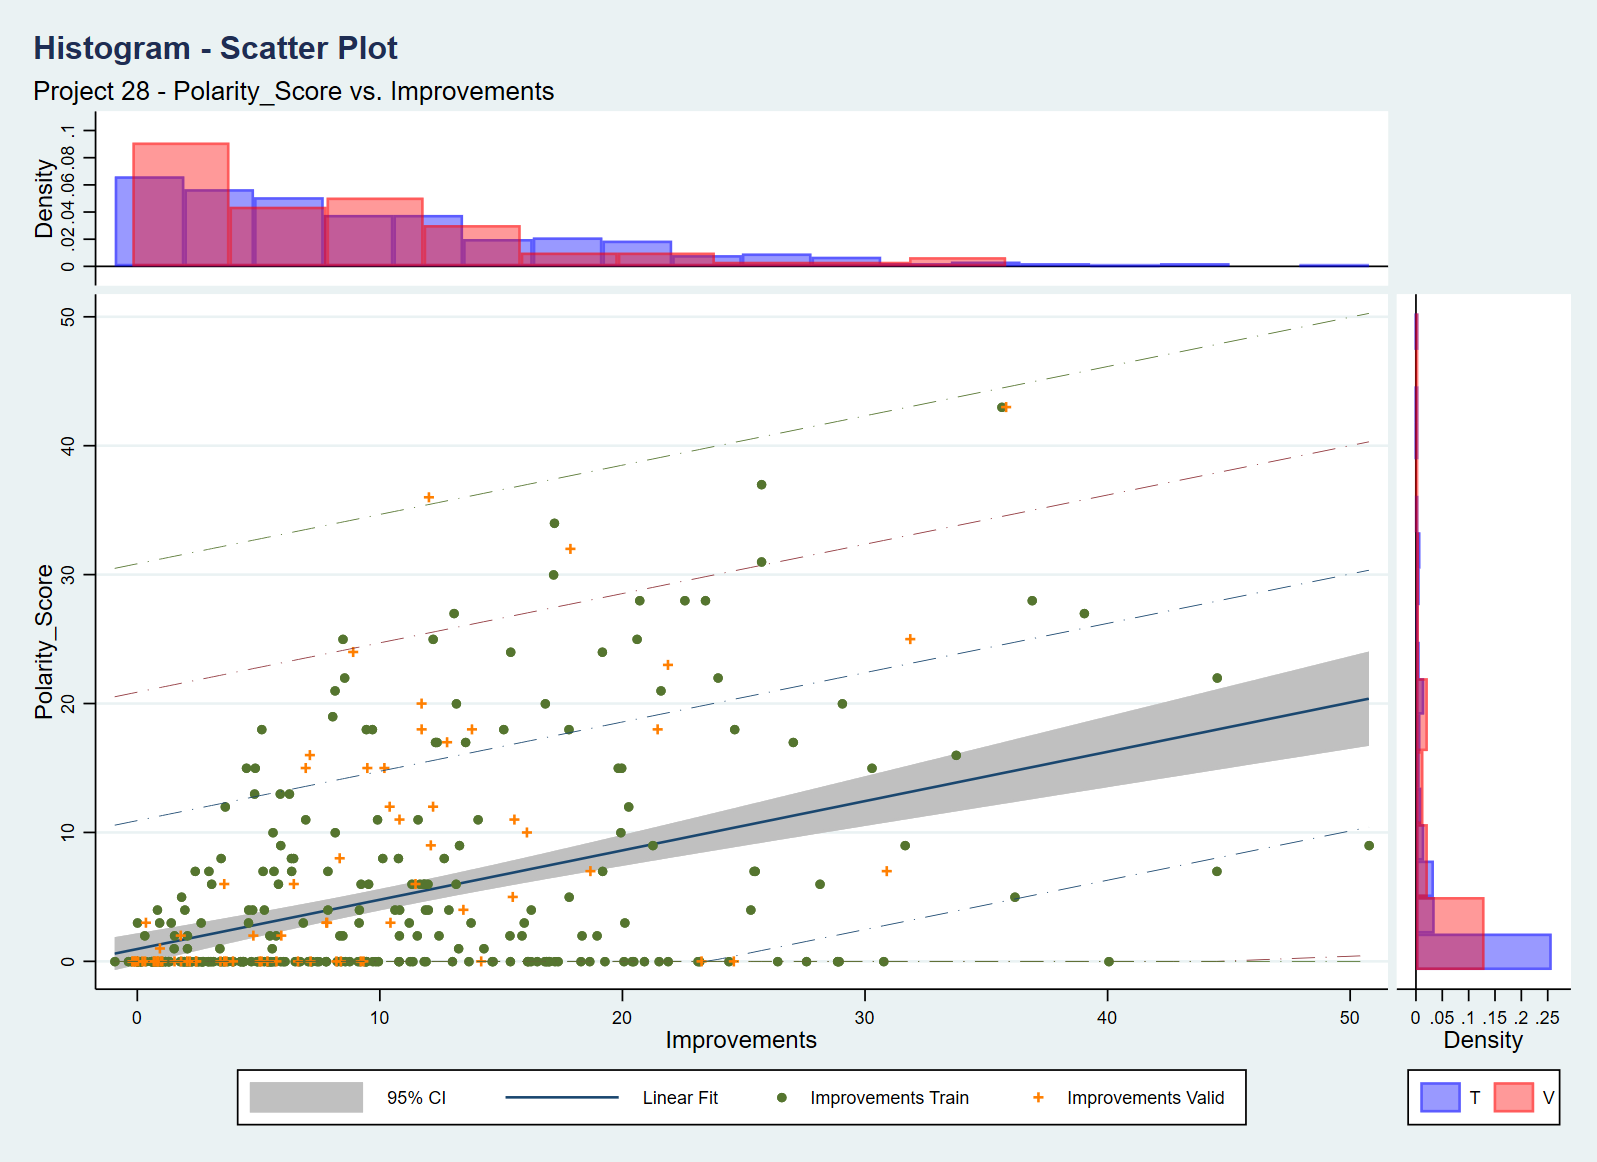 Histogram - Scatter Plot
Project 28 - Polarity_Score vs. Improvements
Density
0 .02 .04 .06 .08 .1
Polarity_Score
50
40
30
20
10
0
0 10 20 30 40 50
Improvements
0 .05 .1 .15 .2 .25
Density
95% CI Linear Fit Improvements Train Improvements Valid
T V